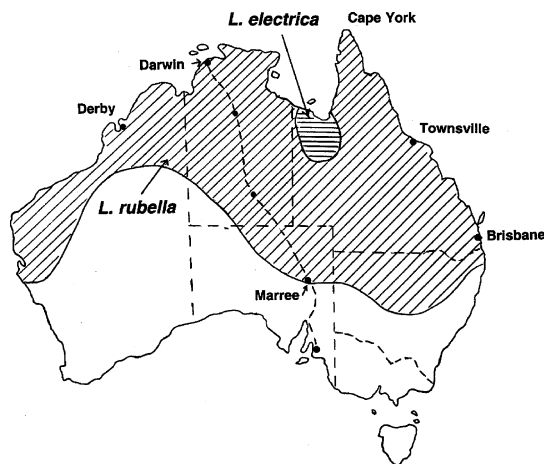 L. electrica
Cape York
Darwin
Derby
Townsville
L. rubella
Brisbane
Marree